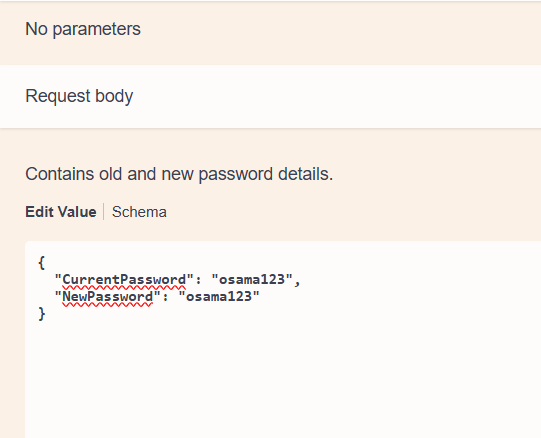 No parameters
Request body
Contains old and new password details.
Edit Value | Schema
{
  "CurrentPassword": "osama123",
  "NewPassword": "osama123"
}